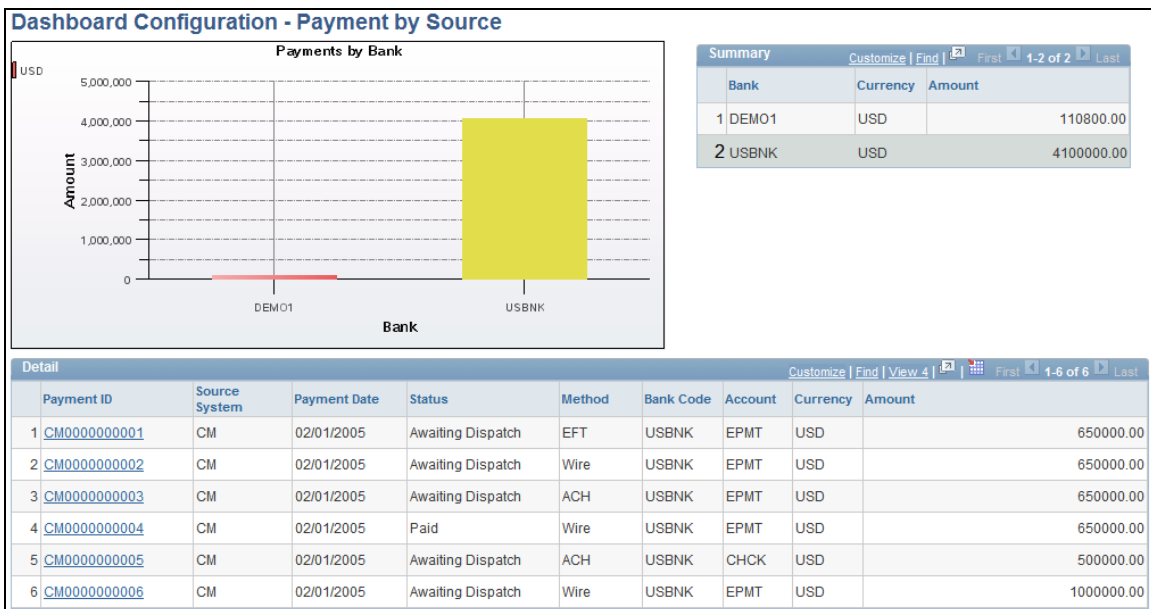 Dashboard Configuration - Payment by Source
Payments by Bank
USD
5,000,000
4,000,000
3,000,000
2,000,000
1,000,000
0
Amount
DEMO1 USBNK
Bank
Summary Customize | Find | First 1-2 of 2 Last
Bank Currency Amount
1 DEMO1 USD 110800.00
2 USBNK USD 4100000.00
Detail Customize | Find | View 4 | | First 1-6 of 6 Last
Payment ID Source System Payment Date Status Method Bank Code Account Currency Amount
1 CM0000000001 CM 02/01/2005 Awaiting Dispatch EFT USBNK EPMT USD 650000.00
2 CM0000000002 CM 02/01/2005 Awaiting Dispatch Wire USBNK EPMT USD 650000.00
3 CM0000000003 CM 02/01/2005 Awaiting Dispatch ACH USBNK EPMT USD 650000.00
4 CM0000000004 CM 02/01/2005 Paid Wire USBNK EPMT USD 650000.00
5 CM0000000005 CM 02/01/2005 Awaiting Dispatch ACH USBNK CHCK USD 500000.00
6 CM0000000006 CM 02/01/2005 Awaiting Dispatch Wire USBNK EPMT USD 1000000.00